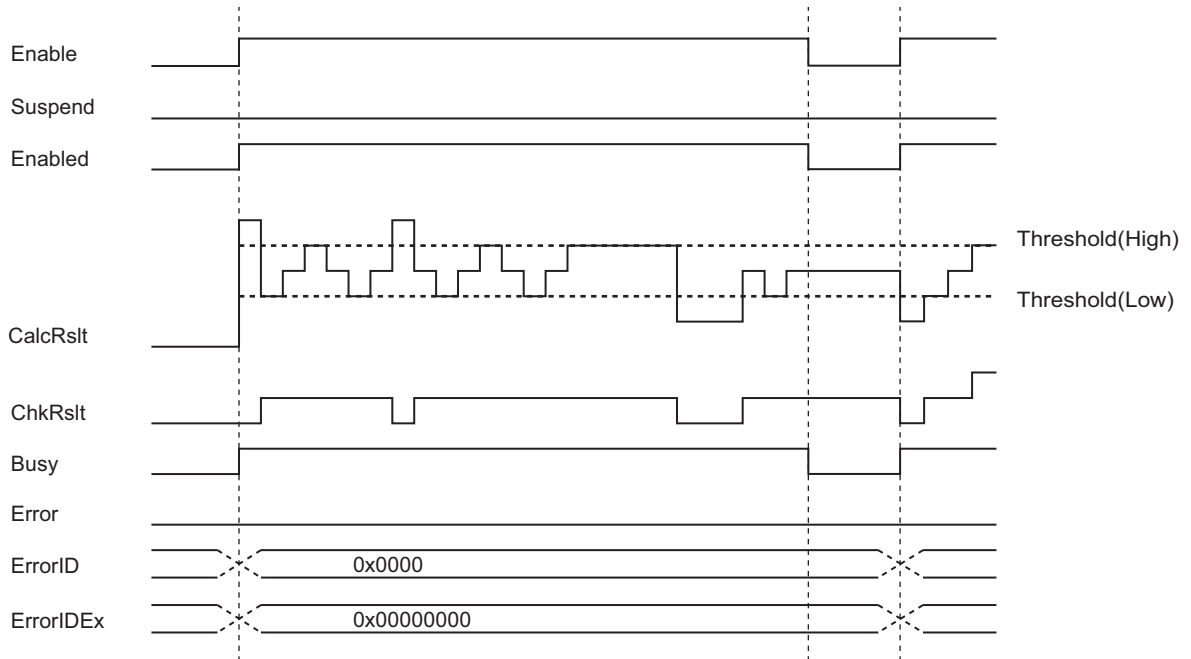 Enable
Suspend
Enabled
Threshold(High)
Threshold(Low)
CalcRslt
ChkRslt
Busy
Error
ErrorID 0x0000
ErrorIDEx 0x00000000